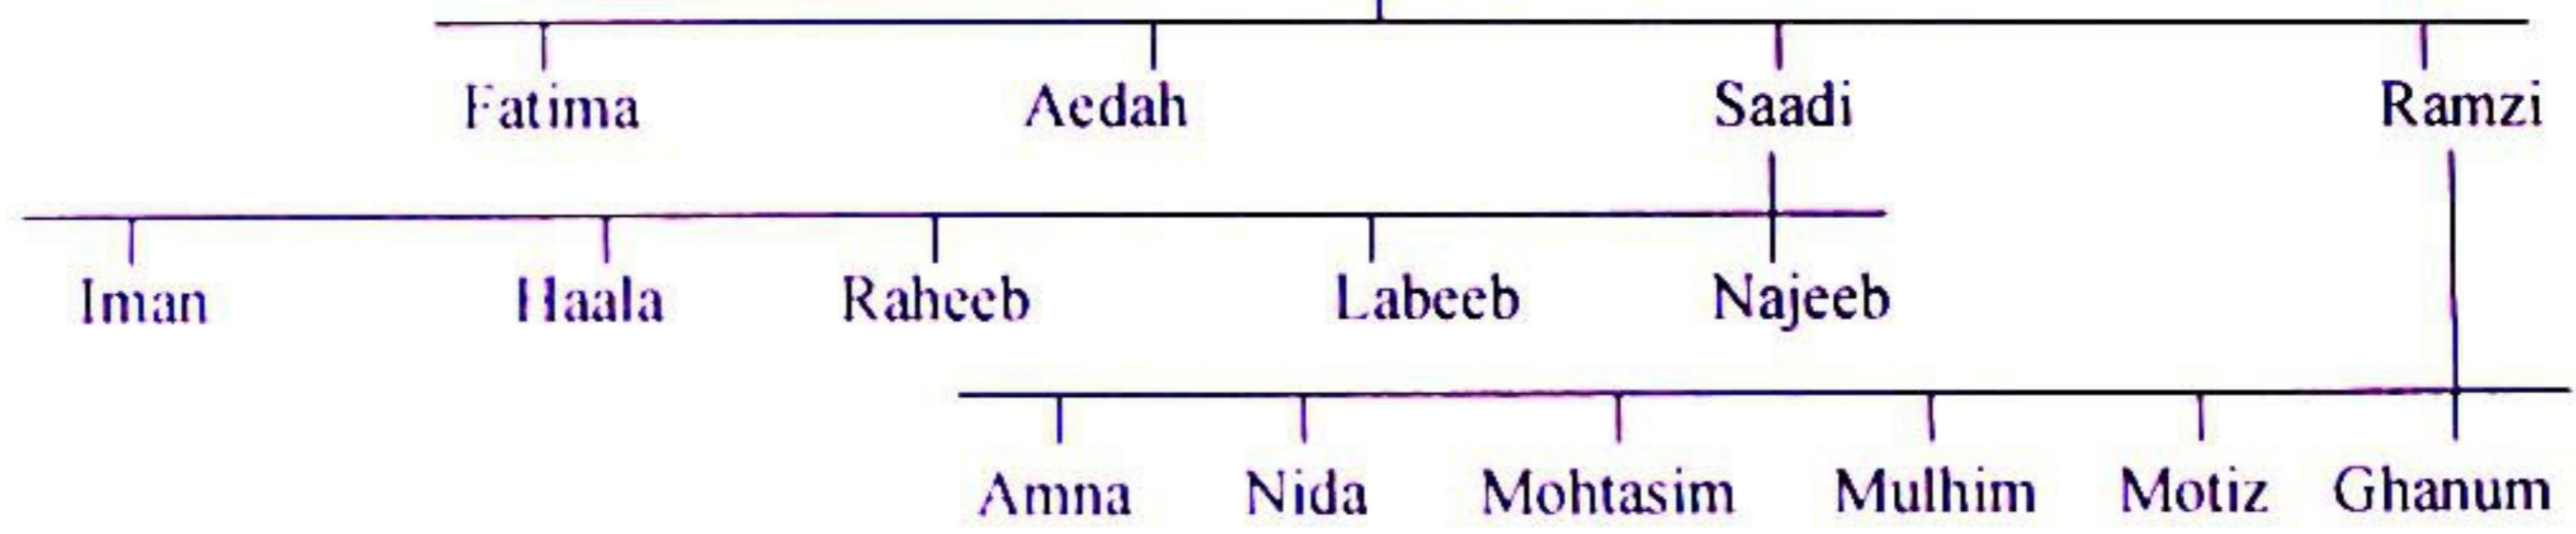 Fatima Aedah Saadi Ramzi
Iman Haala Raheeb Labeeb Najeeb
Amna Nida Mohtasim Mulhim Motiz Ghanum